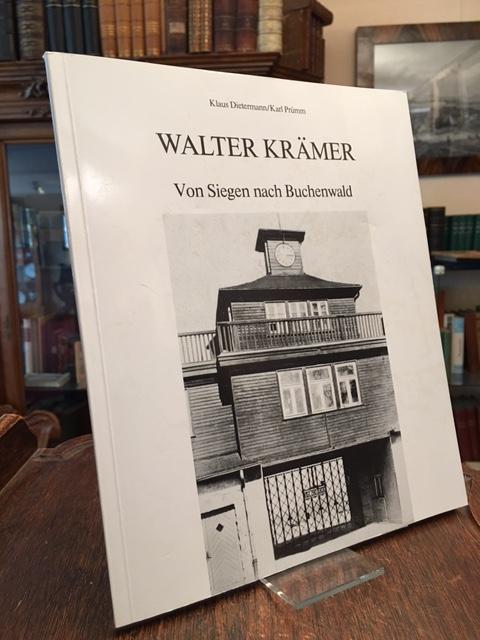 Klaus Dietermann/Karl Prümm
WALTER KRÄMER
Von Siegen nach Buchenwald